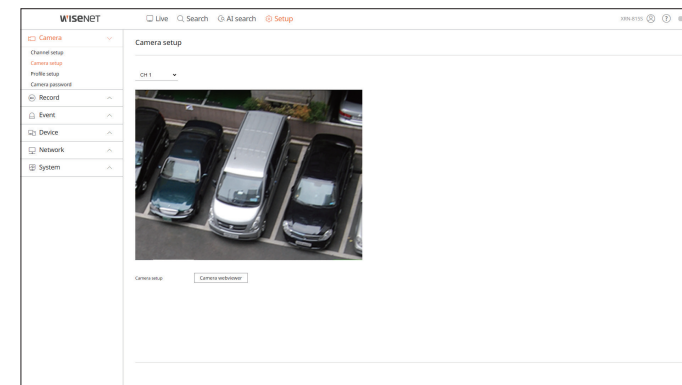 WISENET
Live Search AI search Setup
XRN-813S
Camera
Channel setup
Camera setup
Profile setup
Camera password
Record
Event
Device
Network
System
Camera setup
CH 1
Camera setup
Camera webviewer